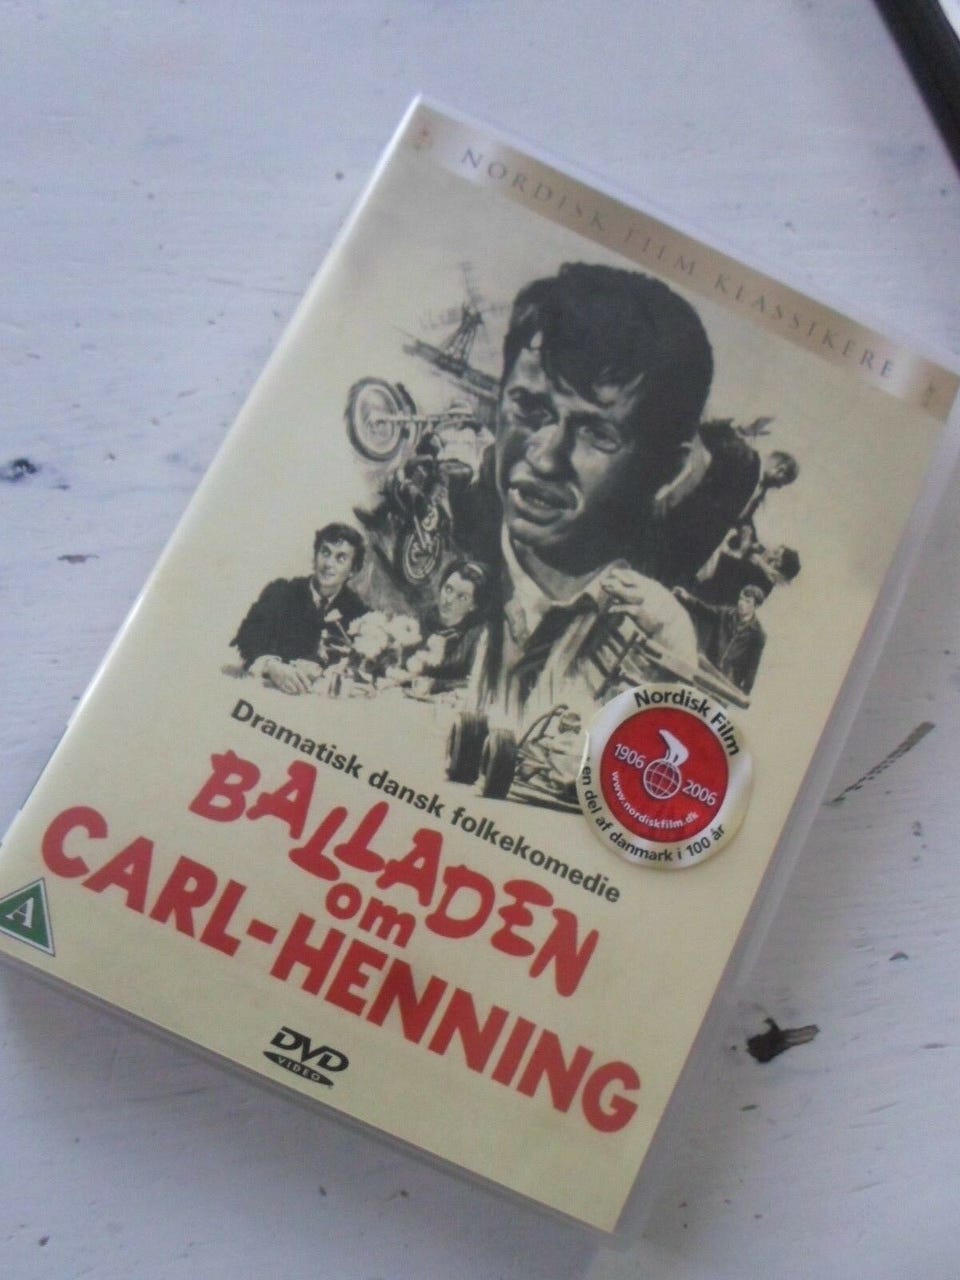 NORDISK FILM KLASSIKERE
Dramatisk dansk folkekomedie
BALLADEN
om
CARL-HENNING
A
DVD
VIDEO
Nordisk Film
1906 2006
www.nordiskfilm.dk
en del af danmark i 100 år